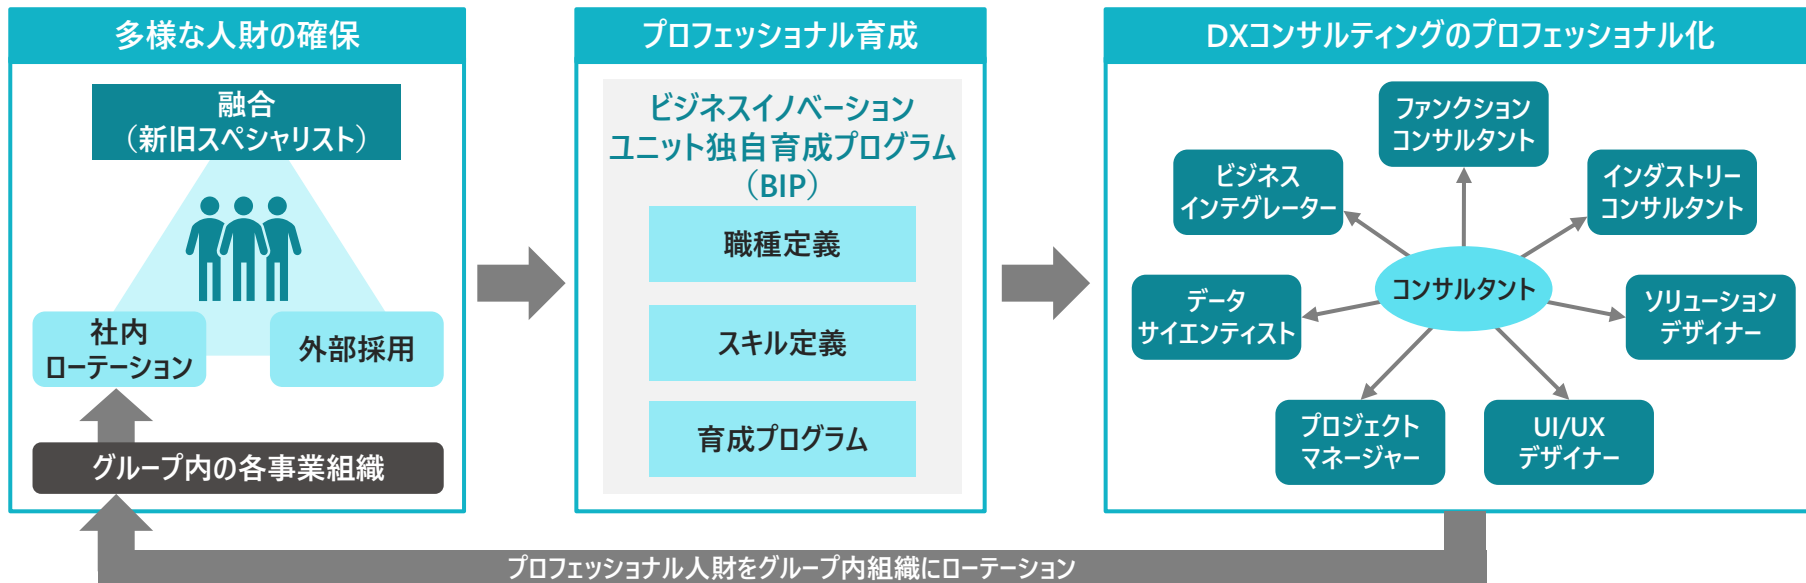 多様な人財の確保
融合
（新旧スペシャリスト）
社内
ローテーション
外部採用
グループ内の各事業組織
プロフェッショナル育成
ビジネスイノベーション
ユニット独自育成プログラム
（BIP）
職種定義
スキル定義
育成プログラム
DXコンサルティングのプロフェッショナル化
ファンクション
コンサルタント
ビジネス
インテグレーター
インダストリー
コンサルタント
コンサルタント
データ
サイエンティスト
ソリューション
デザイナー
プロジェクト
マネージャー
UI/UX
デザイナー
プロフェッショナル人財をグループ内組織にローテーション